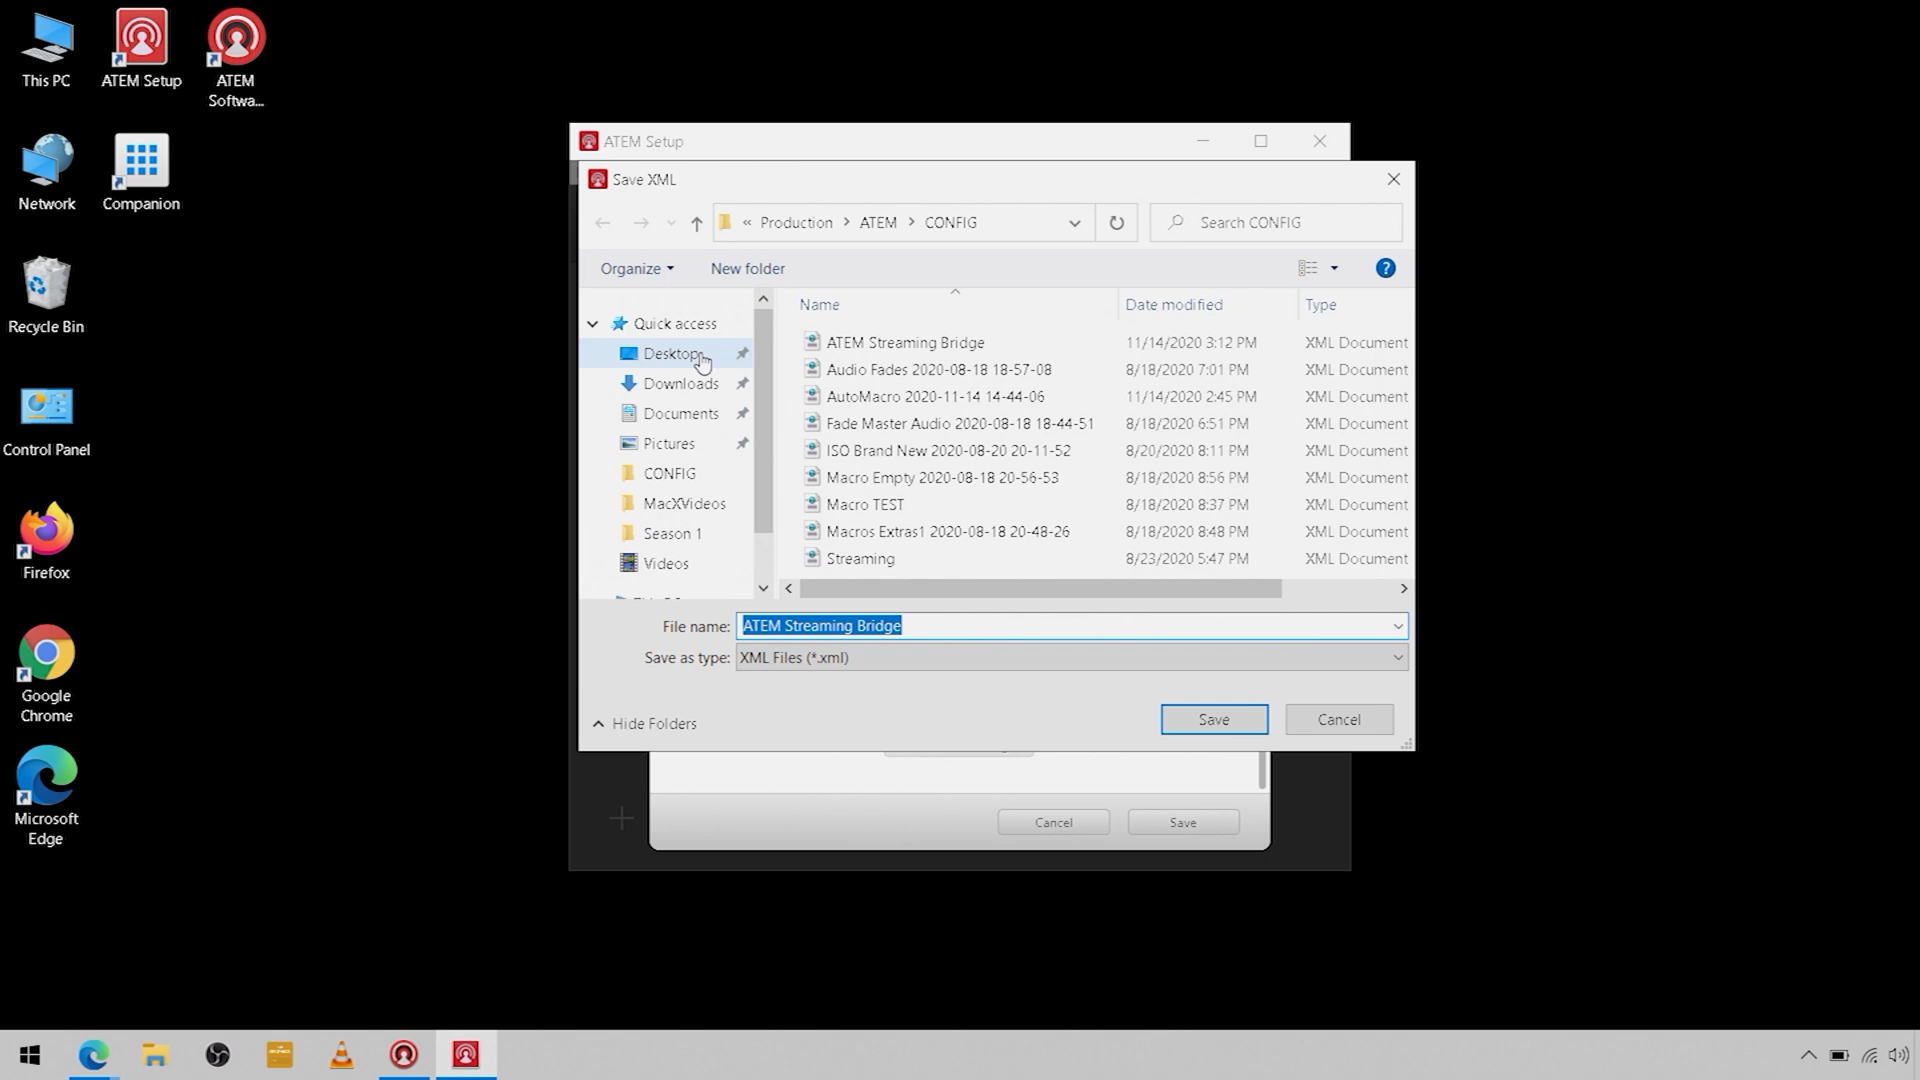 This PC
ATEM Setup
ATEM
Softwa...
Network
Companion
Recycle Bin
Control Panel
Firefox
Google
Chrome
Microsoft
Edge
ATEM Setup
Save XML
« Production > ATEM > CONFIG
Search CONFIG
Organize
New folder
Quick access
Desktop
Downloads
Documents
Pictures
CONFIG
MacXVideos
Season 1
Videos
Name Date modified Type
ATEM Streaming Bridge 11/14/2020 3:12 PM XML Document
Audio Fades 2020-08-18 18-57-08 8/18/2020 7:01 PM XML Document
AutoMacro 2020-11-14 14-44-06 11/14/2020 2:45 PM XML Document
Fade Master Audio 2020-08-18 18-44-51 8/18/2020 6:51 PM XML Document
ISO Brand New 2020-08-20 20-11-52 8/20/2020 8:11 PM XML Document
Macro Empty 2020-08-18 20-56-53 8/18/2020 8:56 PM XML Document
Macro TEST 8/18/2020 8:37 PM XML Document
Macros Extras1 2020-08-18 20-48-26 8/18/2020 8:48 PM XML Document
Streaming 8/23/2020 5:47 PM XML Document
File name: ATEM Streaming Bridge
Save as type: XML Files (*.xml)
Hide Folders
Save
Cancel
Cancel
Save